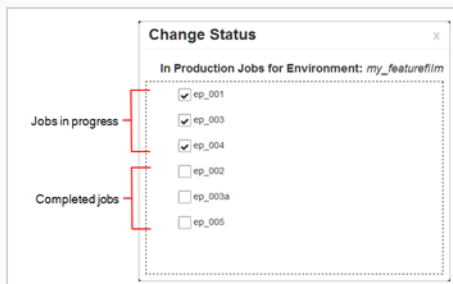 Change Status
x
In Production Jobs for Environment: my_featurefilm
ep_001
Jobs in progress
ep_003
ep_004
ep_002
Completed jobs
ep_003a
ep_005